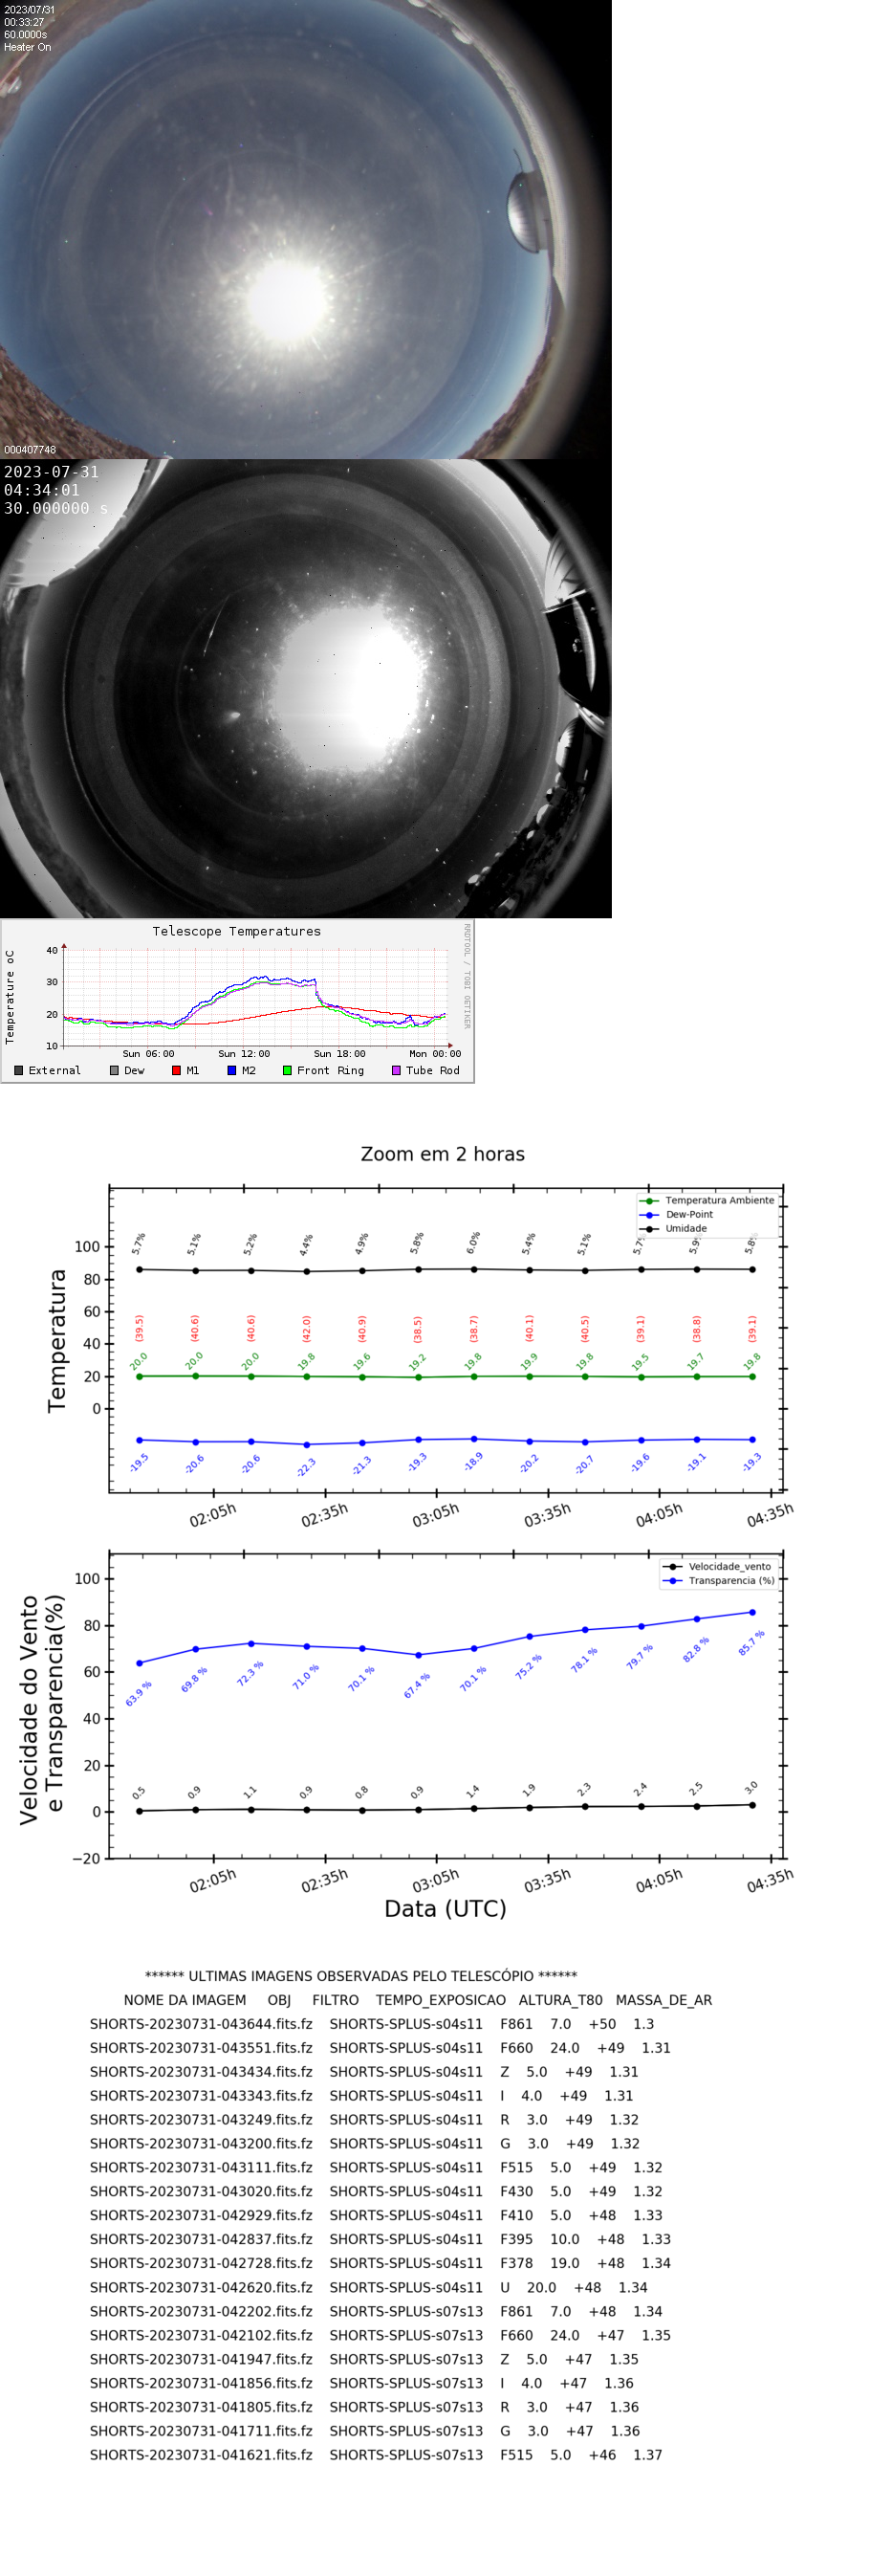 2023/07/31
00:33:27
60.0000s
Heater On
000407748
2023-07-31
04:34:01
30.000000 s
Telescope Temperatures
RRDTOOL / TOBI OETIKER
Temperature oC
40
30
20
10
Sun 06:00 Sun 12:00 Sun 18:00 Mon 00:00
External Dew M1 M2 Front Ring Tube Rod
Zoom em 2 horas
Temperatura Ambiente
Dew-Point
Umidade
5.7% 5.1% 5.2% 4.4% 4.9% 5.8% 6.0% 5.4% 5.1% 5.7% 5.9% 5.8%
Temperatura
100
80
60
40
20
0
(39.5) (40.6) (40.6) (42.0) (40.9) (38.5) (38.7) (40.1) (40.5) (39.1) (38.8) (39.1)
20.0 20.0 20.0 19.8 19.6 19.2 19.8 19.9 19.8 19.5 19.7 19.8
-19.5 -20.6 -20.6 -22.3 -21.3 -19.3 -18.9 -20.2 -20.7 -19.6 -19.1 -19.3
02:05h 02:35h 03:05h 03:35h 04:05h 04:35h
Velocidade_vento
Transparencia (%)
Velocidade do Vento
e Transparencia(%)
100
80
60
40
20
0
−20
63.9 % 69.8 % 72.3 % 71.0 % 70.1 % 67.4 % 70.1 % 75.2 % 78.1 % 79.7 % 82.8 % 85.7 %
0.5 0.9 1.1 0.9 0.8 0.9 1.4 1.9 2.3 2.4 2.5 3.0
02:05h 02:35h 03:05h 03:35h 04:05h 04:35h
Data (UTC)
****** ULTIMAS IMAGENS OBSERVADAS PELO TELESCÓPIO ******
NOME DA IMAGEM OBJ FILTRO TEMPO_EXPOSICAO ALTURA_T80 MASSA_DE_AR
SHORTS-20230731-043644.fits.fz SHORTS-SPLUS-s04s11 F861 7.0 +50 1.3
SHORTS-20230731-043551.fits.fz SHORTS-SPLUS-s04s11 F660 24.0 +49 1.31
SHORTS-20230731-043434.fits.fz SHORTS-SPLUS-s04s11 Z 5.0 +49 1.31
SHORTS-20230731-043343.fits.fz SHORTS-SPLUS-s04s11 I 4.0 +49 1.31
SHORTS-20230731-043249.fits.fz SHORTS-SPLUS-s04s11 R 3.0 +49 1.32
SHORTS-20230731-043200.fits.fz SHORTS-SPLUS-s04s11 G 3.0 +49 1.32
SHORTS-20230731-043111.fits.fz SHORTS-SPLUS-s04s11 F515 5.0 +49 1.32
SHORTS-20230731-043020.fits.fz SHORTS-SPLUS-s04s11 F430 5.0 +49 1.32
SHORTS-20230731-042929.fits.fz SHORTS-SPLUS-s04s11 F410 5.0 +48 1.33
SHORTS-20230731-042837.fits.fz SHORTS-SPLUS-s04s11 F395 10.0 +48 1.33
SHORTS-20230731-042728.fits.fz SHORTS-SPLUS-s04s11 F378 19.0 +48 1.34
SHORTS-20230731-042620.fits.fz SHORTS-SPLUS-s04s11 U 20.0 +48 1.34
SHORTS-20230731-042202.fits.fz SHORTS-SPLUS-s07s13 F861 7.0 +48 1.34
SHORTS-20230731-042102.fits.fz SHORTS-SPLUS-s07s13 F660 24.0 +47 1.35
SHORTS-20230731-041947.fits.fz SHORTS-SPLUS-s07s13 Z 5.0 +47 1.35
SHORTS-20230731-041856.fits.fz SHORTS-SPLUS-s07s13 I 4.0 +47 1.36
SHORTS-20230731-041805.fits.fz SHORTS-SPLUS-s07s13 R 3.0 +47 1.36
SHORTS-20230731-041711.fits.fz SHORTS-SPLUS-s07s13 G 3.0 +47 1.36
SHORTS-20230731-041621.fits.fz SHORTS-SPLUS-s07s13 F515 5.0 +46 1.37